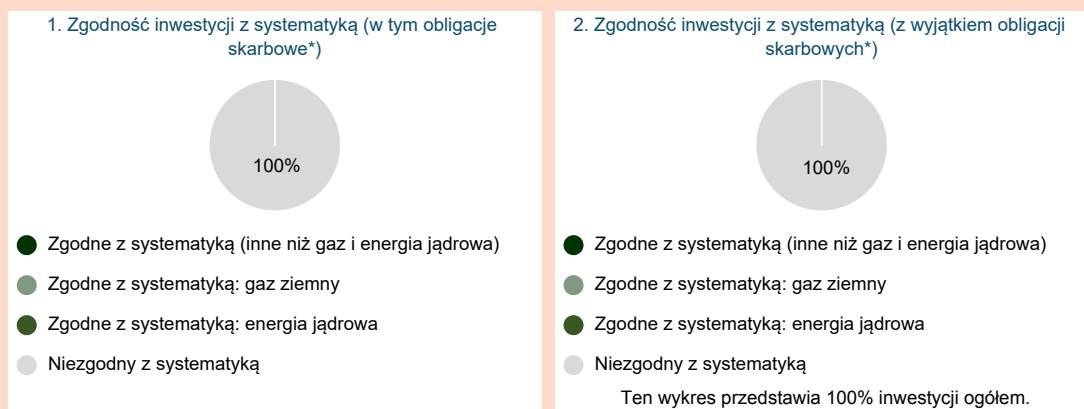 1. Zgodność inwestycji z systematyką (w tym obligacje
skarbowe*)
100%
Zgodne z systematyką (inne niż gaz i energia jądrowa)
Zgodne z systematyką: gaz ziemny
Zgodne z systematyką: energia jądrowa
Niezgodny z systematyką
2. Zgodność inwestycji z systematyką (z wyjątkiem obligacji
skarbowych*)
100%
Zgodne z systematyką (inne niż gaz i energia jądrowa)
Zgodne z systematyką: gaz ziemny
Zgodne z systematyką: energia jądrowa
Niezgodny z systematyką
Ten wykres przedstawia 100% inwestycji ogółem.